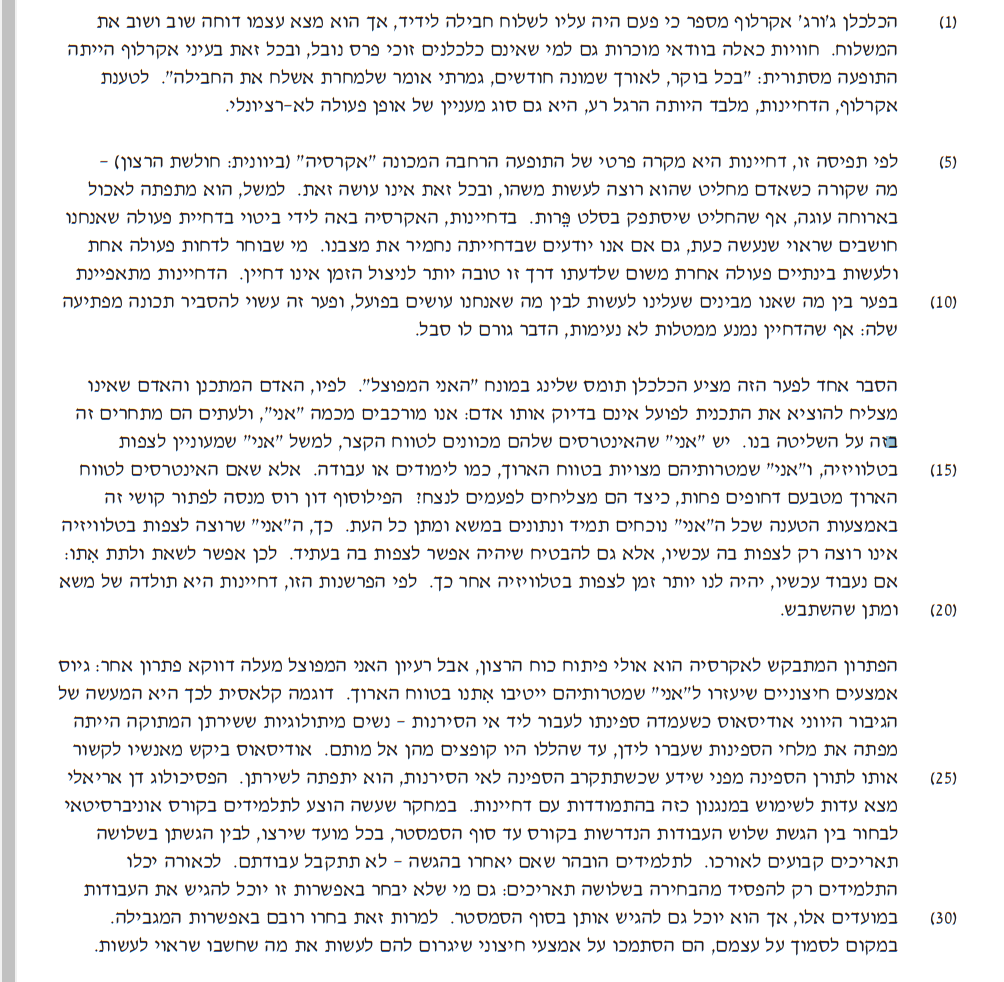 (1) הכלכלן ג'ורג' אקרלוף מספר כי פעם היה עליו לשלוח חבילה לידיד, אך הוא מצא עצמו דוחה שוב ושוב את
המשלוח. חוויות כאלה בוודאי מוכרות גם למי שאינם כלכלנים זוכי פרס נובל, ובכל זאת בעיני אקרלוף הייתה
התופעה מסתורית: "בכל בוקר, לאורך שמונה חודשים, גמרתי אומר שלמחרת אשלח את החבילה". לטענת
אקרלוף, הדחיינות, מלבד היותה הרגל רע, היא גם סוג מעניין של אופן פעולה לא-רציונלי.
(5) לפי תפיסה זו, דחיינות היא מקרה פרטי של התופעה הרחבה המכונה "אקרסיה" (ביוונית: חולשת הרצון) –
מה שקורה כשאדם מחליט שהוא רוצה לעשות משהו, ובכל זאת אינו עושה זאת. למשל, הוא מתפתה לאכול
בארוחה עוגה, אף שהחליט שיסתפק בסלט פֵּרות. בדחיינות, האקרסיה באה לידי ביטוי בדחיית פעולה שאנחנו
חושבים שראוי שנעשה כעת, גם אם אנו יודעים שבדחייתה נחמיר את מצבנו. מי שבוחר לדחות פעולה אחת
ולעשות בינתיים פעולה אחרת משום שלדעתו דרך זו טובה יותר לניצול הזמן אינו דחיין. הדחיינות מתאפיינת
(10) בפער בין מה שאנו מבינים שעלינו לעשות לבין מה שאנחנו עושים בפועל, ופער זה עשוי להסביר תכונה מפתיעה
שלה: אף שהדחיין נמנע ממטלות לא נעימות, הדבר גורם לו סבל.
הסבר אחד לפער הזה מציע הכלכלן תומס שלינג במונח "האני המפוצל". לפיו, האדם המתכנן והאדם שאינו
מצליח להוציא את התכנית לפועל אינם בדיוק אותו אדם: אנו מורכבים מכמה "אני", ולעתים הם מתחרים זה
בזה על השליטה בנו. יש "אני" שהאינטרסים שלהם מכוונים לטווח הקצר, למשל "אני" שמעוניין לצפות
(15) בטלוויזיה, ו"אני" שמטרותיהם מצויות בטווח הארוך, כמו לימודים או עבודה. אלא שאם האינטרסים לטווח
הארוך מטבעם דחופים פחות, כיצד הם מצליחים לפעמים לנצח? הפילוסוף דון רוס מנסה לפתור קושי זה
באמצעות הטענה שכל ה"אני" נוכחים תמיד ונתונים במשא ומתן כל העת. כך, ה"אני" שרוצה לצפות בטלוויזיה
אינו רוצה רק לצפות בה עכשיו, אלא גם להבטיח שיהיה אפשר לצפות בה בעתיד. לכן אפשר לשאת ולתת אִתו:
אם נעבוד עכשיו, יהיה לנו יותר זמן לצפות בטלוויזיה אחר כך. לפי הפרשנות הזו, דחיינות היא תולדה של משא
(20) ומתן שהשתבש.
הפתרון המתבקש לאקרסיה הוא אולי פיתוח כוח הרצון, אבל רעיון האני המפוצל מעלה דווקא פתרון אחר: גיוס
אמצעים חיצוניים שיעזרו ל"אני" שמטרותיהם ייטיבו אִתנו בטווח הארוך. דוגמה קלאסית לכך היא המעשה של
הגיבור היווני אודיסאוס כשעמדה ספינתו לעבור ליד אי הסירנות – נשים מיתולוגיות ששירתן המתוקה הייתה
מפתה את מלחי הספינות שעברו לידן, עד שהללו היו קופצים מהן אל מותם. אודיסאוס ביקש מאנשיו לקשור
(25) אותו לתורן הספינה מפני שידע שכשתתקרב הספינה לאי הסירנות, הוא יתפתה לשירתן. הפסיכולוג דן אריאלי
מצא עדות לשימוש במנגנון כזה בהתמודדות עם דחיינות. במחקר שעשה הוצע לתלמידים בקורס אוניברסיטאי
לבחור בין הגשת שלוש העבודות הנדרשות בקורס עד סוף הסמסטר, בכל מועד שירצו, לבין הגשתן בשלושה
תאריכים קבועים לאורכו. לתלמידים הובהר שאם יאחרו בהגשה – לא תתקבל עבודתם. לכאורה יכלו
התלמידים רק להפסיד מהבחירה בשלושה תאריכים: גם מי שלא יבחר באפשרות זו יוכל להגיש את העבודות
(30) במועדים אלו, אך הוא יוכל גם להגיש אותן בסוף הסמסטר. למרות זאת בחרו רובם באפשרות המגבילה.
במקום לסמוך על עצמם, הם הסתמכו על אמצעי חיצוני שיגרום להם לעשות את מה שחשבו שראוי לעשות.